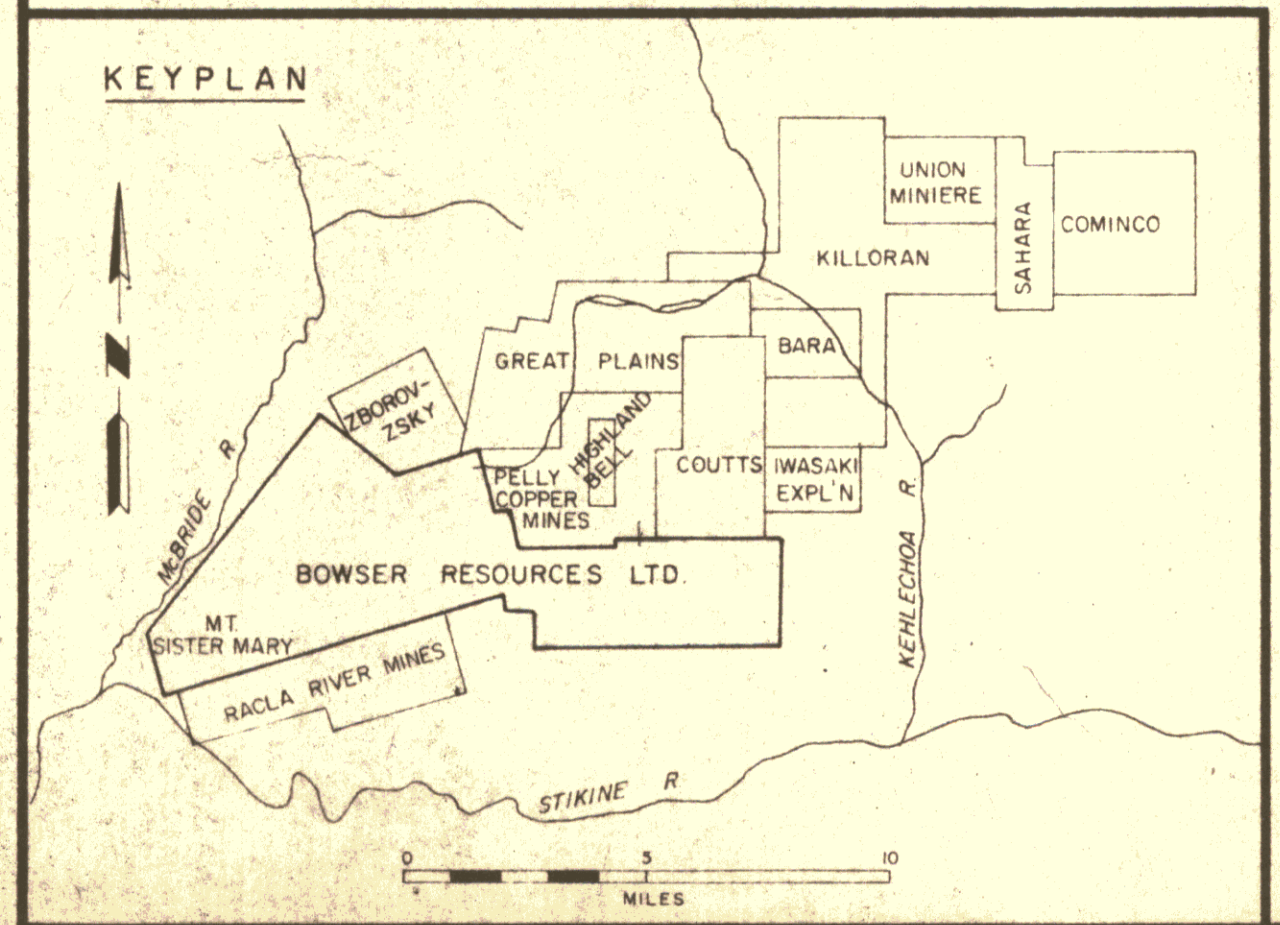 KEYPLAN
UNION
MINIERE
COMINCO
SAHARA
KILLORAN
BARA
GREAT PLAINS
ZBOROV-
ZSKY
HIGHLAND
BELL
COUTTS
IWASAKI
EXPL'N
PELLY
COPPER
MINES
N
McBRIDE R
KEHLECHOA R.
BOWSER RESOURCES LTD.
MT.
SISTER MARY
RACLA RIVER MINES
STIKINE R
0 5 10
MILES